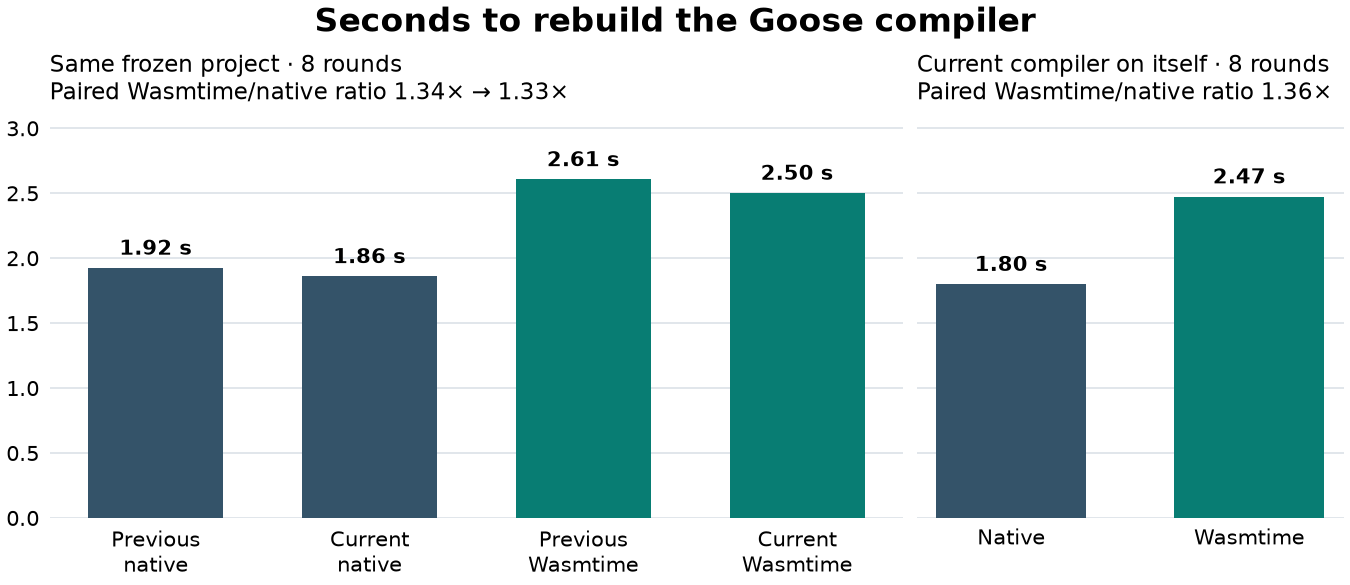 Seconds to rebuild the Goose compiler
Same frozen project · 8 rounds
Paired Wasmtime/native ratio 1.34× → 1.33×
Current compiler on itself · 8 rounds
Paired Wasmtime/native ratio 1.36×
3.0
2.5
2.0
1.5
1.0
0.5
0.0
1.92 s
1.86 s
2.61 s
2.50 s
1.80 s
2.47 s
Previous
native
Current
native
Previous
Wasmtime
Current
Wasmtime
Native
Wasmtime